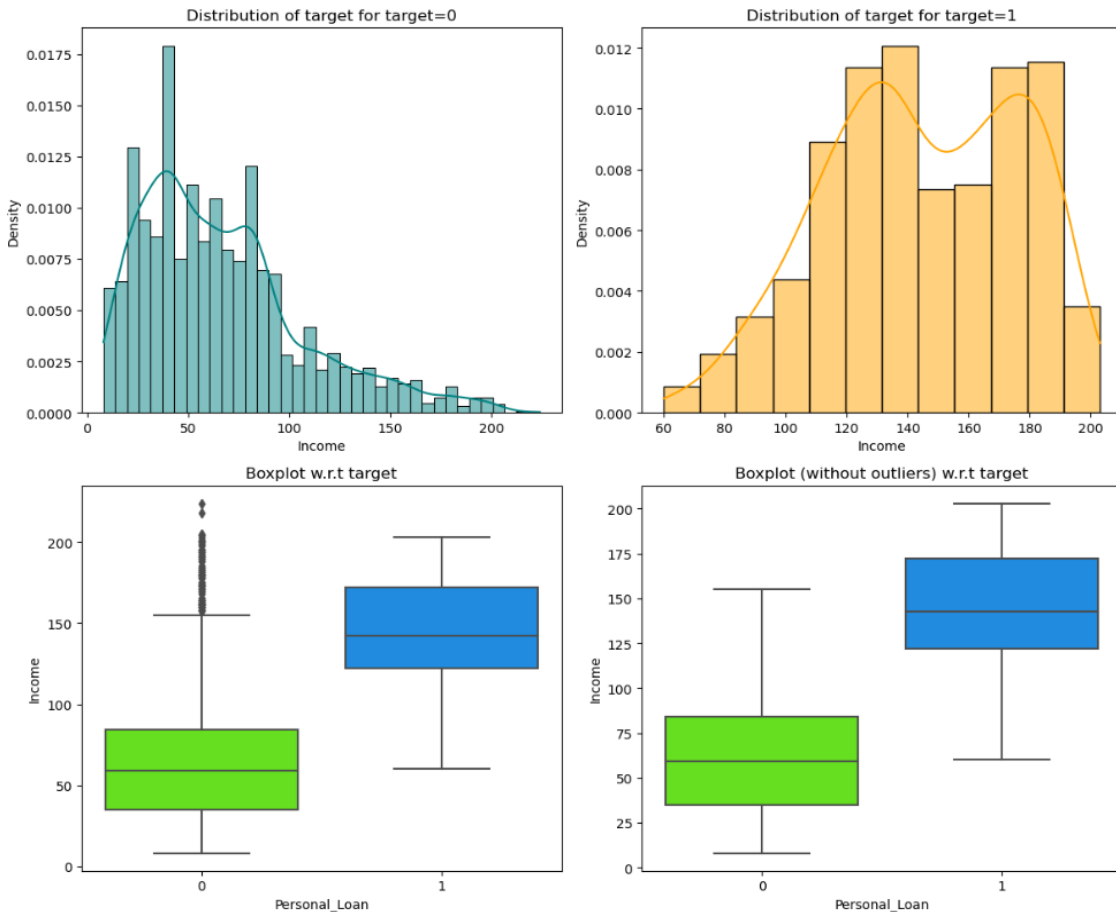 Distribution of target for target=0
Density
0.0175
0.0150
0.0125
0.0100
0.0075
0.0050
0.0025
0.0000
0 50 100 150 200
Income
Distribution of target for target=1
Density
0.012
0.010
0.008
0.006
0.004
0.002
0.000
60 80 100 120 140 160 180 200
Income
Boxplot w.r.t target
Income
200
150
100
50
0
0 1
Personal_Loan
Boxplot (without outliers) w.r.t target
Income
200
175
150
125
100
75
50
25
0
0 1
Personal_Loan